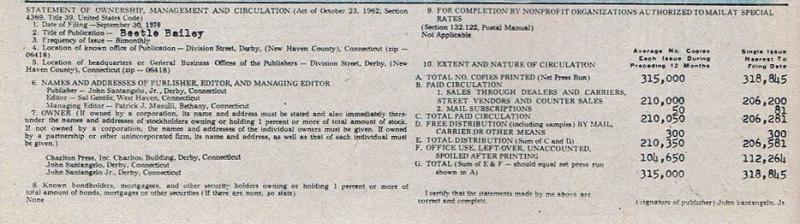 STATEMENT OF OWNERSHIP, MANAGEMENT AND CIRCULATION (Act of October 23, 1962; Section
4369, Title 39, United States Code)
1. Date of Filing—September 30, 1970
2. Title of Publication — Beetle Bailey
3. Frequency of Issue — Bimonthly
4. Location of known office of Publication — Division Street, Derby, (New Haven County), Connecticut (zip —
06418)
5. Location of headquarters or General Business Offices of the Publishers — Division Street, Derby, (New
Haven County), Connecticut (zip — 06418)
6. NAMES AND ADDRESSES OF PUBLISHER, EDITOR, AND MANAGING EDITOR
Publisher — John Santangelo, Jr., Derby, Connecticut
Editor — Sal Gentile, West Haven, Connecticut
Managing Editor — Patrick J. Masulli, Bethany, Connecticut
7. OWNER (If owned by a corporation, its name and address must be stated and also immediately there-
under the names and addresses of stockholders owning or holding 1 percent or more of total amount of stock.
If not owned by a corporation, the names and addresses of the individual owners must be given. If owned
by a partnership or other unincorporated firm, its name and address, as well as that of each individual must
be given.)
Charlton Press, Inc. Charlton Building, Derby, Connecticut
John Santangelo, Derby, Connecticut
John Santangelo Jr., Derby, Connecticut
8. Known bondholders, mortgages, and other security holders owning or holding 1 percent or more of
total amount of bonds, mortgages or other securities (If there are none, so state)
None
9. FOR COMPLETION BY NONPROFIT ORGANIZATIONS AUTHORIZED TO MAIL AT SPECIAL
RATES
(Section 132.122, Postal Manual)
Not Applicable
Average No. Copies Each Issue During Preceding 12 Months
Single Issue Nearest To Filing Date
10. EXTENT AND NATURE OF CIRCULATION
A. TOTAL NO. COPIES PRINTED (Net Press Run) 315,000 318,845
B. PAID CIRCULATION
1. SALES THROUGH DEALERS AND CARRIERS,
STREET VENDORS AND COUNTER SALES 210,000 206,200
2. MAIL SUBSCRIPTIONS 50 81
C. TOTAL PAID CIRCULATION 210,050 206,281
D. FREE DISTRIBUTION (including samples) BY MAIL,
CARRIER OR OTHER MEANS 300 300
E. TOTAL DISTRIBUTION (Sum of C and D) 210,350 206,581
F. OFFICE USE, LEFT-OVER, UNACCOUNTED,
SPOILED AFTER PRINTING 104,650 112,264
G. TOTAL (Sum of E & F — should equal net press run
shown in A) 315,000 318,845
I certify that the statements made by me above are
correct and complete. (signature of publisher) John Santangelo, Jr.